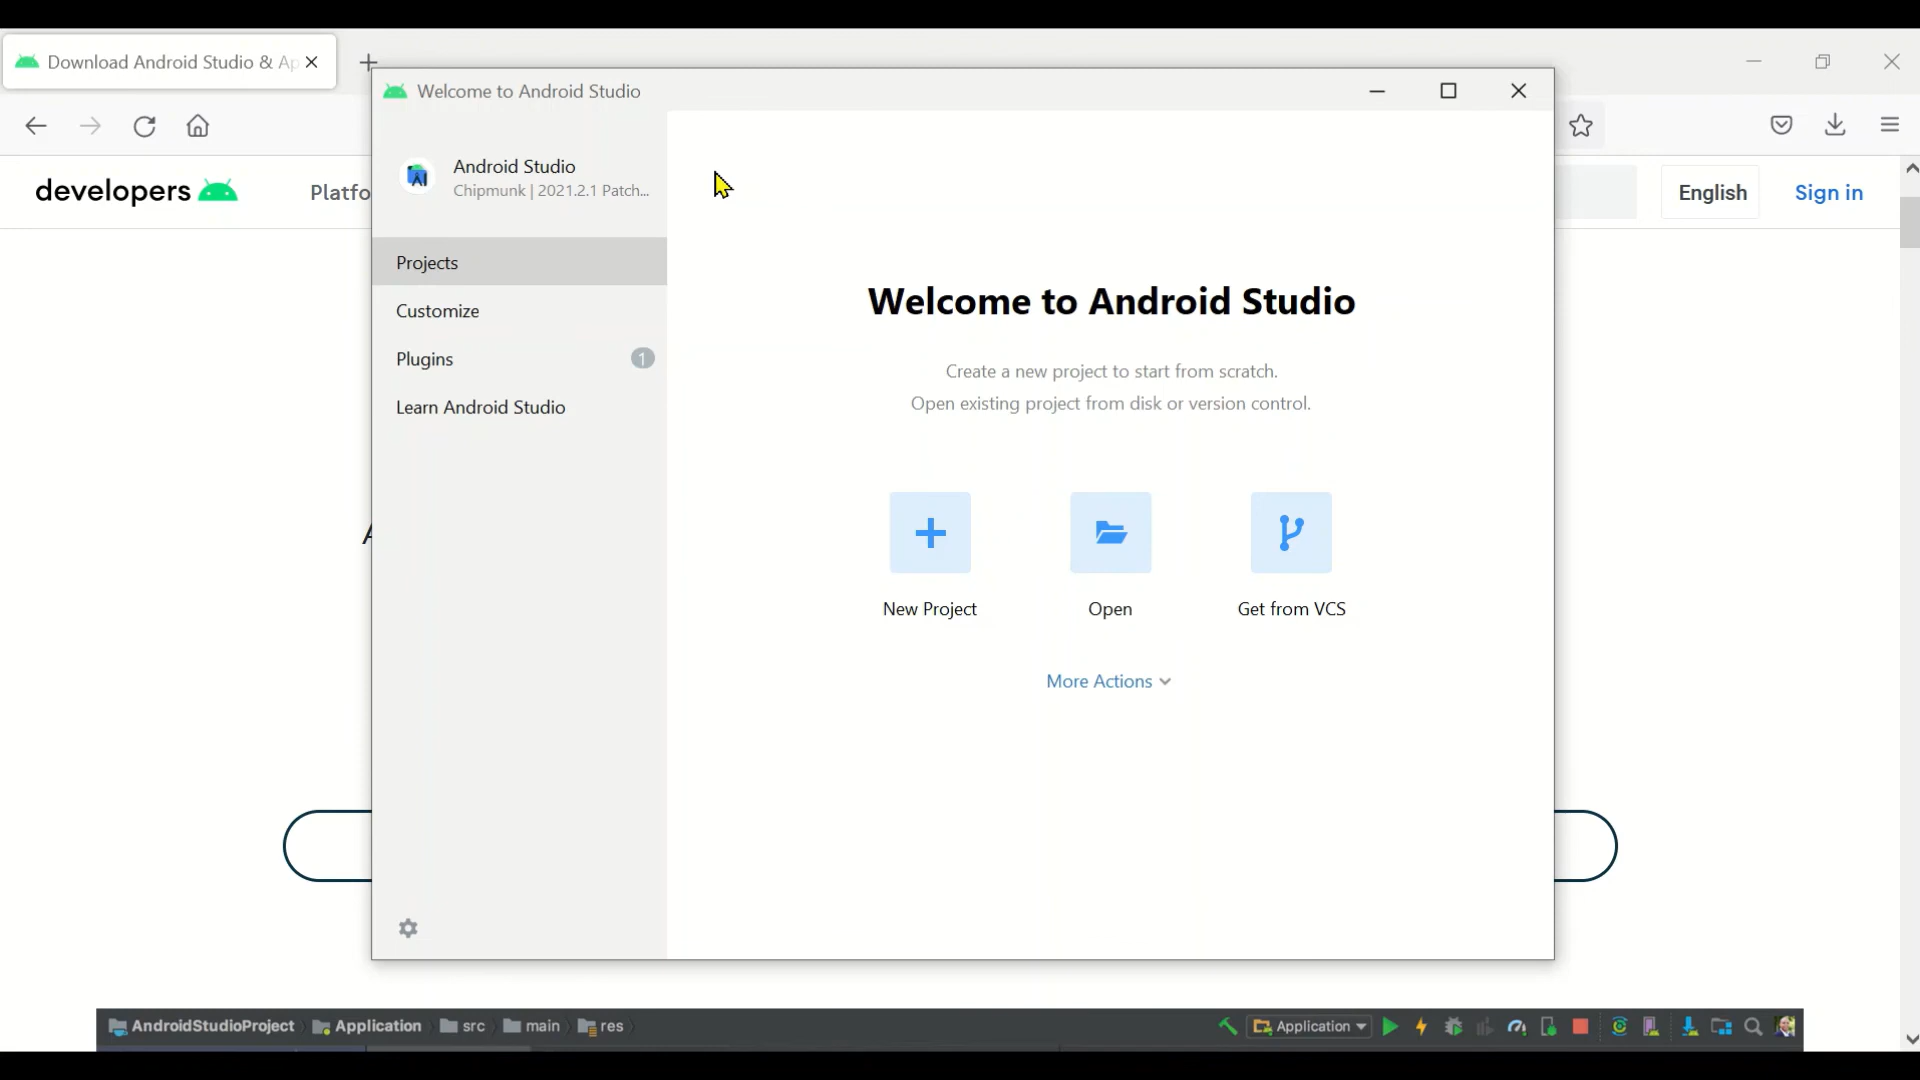 Download Android Studio & Ap
Welcome to Android Studio
developers
Platfo
English
Sign in
Android Studio
Chipmunk | 2021.2.1 Patch...
Projects
Customize
Plugins
1
Learn Android Studio
Welcome to Android Studio
Create a new project to start from scratch.
Open existing project from disk or version control.
A
New Project
Open
Get from VCS
More Actions
AndroidStudioProject
Application
src
main
res
Application